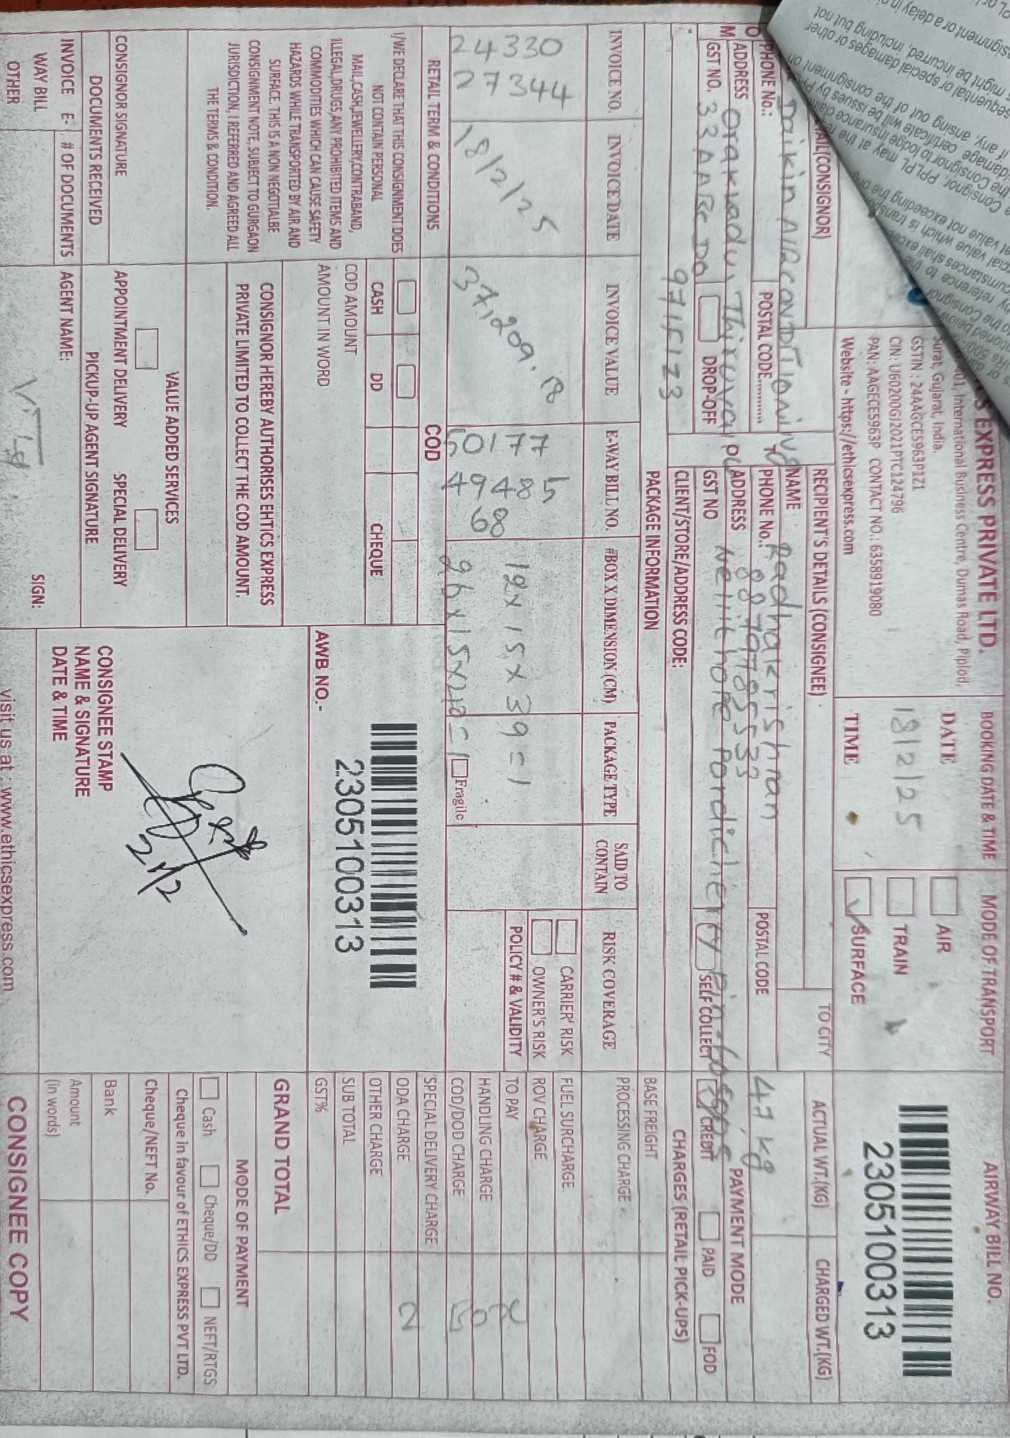 S EXPRESS PRIVATE LTD.
01, International Business Centre, Dumas Road, Piplod,
Surat, Gujarat, India.
GSTIN : 24AAGCE5963P1Z1
CIN: U60200GJ2021PTC124796
PAN: AAGECE5963P CONTACT NO.: 6358919080
Website - https://ethicsexpress.com
BOOKING DATE & TIME
DATE
18/2/25
TIME
MODE OF TRANSPORT
AIR
TRAIN
SURFACE
AIRWAY BILL NO.
2305100313
(CONSIGNOR)
Daikin AIRCONDITIONING
PHONE No.:
POSTAL CODE............
ADDRESS Orakkadu, Thiruva
GST NO. 33
DROP-OFF
97151 23
RECIPIENT'S DETAILS (CONSIGNEE)
NAME Radhakrishnan
PHONE No.:
POSTAL CODE
TO CITY
ADDRESS Nellithope Pondicherry pin-605005
GST NO
SELF COLLECT
CLIENT/STORE/ADDRESS CODE:
ACTUAL WT.(KG)
CHARGED WT.(KG)
47 kg
PAYMENT MODE
CREDIT
PAID
FOD
PACKAGE INFORMATION
CHARGES (RETAIL PICK-UPS)
INVOICE NO.
INVOICE DATE
INVOICE VALUE
E-WAY BILL NO.
#BOX X DIMENSION (CM)
PACKAGE TYPE
SAID TO CONTAIN
RISK COVERAGE
24330
27344
18/2/25
37,209.18
50177
49485
68
12x15x39=1
Fragile
CARRIER' RISK
OWNER'S RISK
POLICY # & VALIDITY
BASE FREIGHT
PROCESSING CHARGE
FUEL SURCHARGE
ROV CHARGE
TO PAY
HANDLING CHARGE
COD/DOD CHARGE
SPECIAL DELIVERY CHARGE
ODA CHARGE
OTHER CHARGE
SUB TOTAL
GST%
GRAND TOTAL
RETAIL TERM & CONDITIONS
I/WE DECLARE THAT THIS CONSIGNMENT DOES
NOT CONTAIN PERSONAL
MAIL,CASH,JEWELLERY,CONTRABAND,
ILLEGAL,DRUGS,ANY PROHIBITED ITEMS AND
COMMODITIES WHICH CAN CAUSE SAFETY
HAZARDS WHILE TRANSPORTED BY AIR AND
SURFACE. THIS IS A NON NEGOTIALBE
CONSIGNMENT NOTE, SUBJECT TO GURGAON
JURISDICTION, I REFERRED AND AGREED ALL
THE TERMS & CONDITION.
COD
CASH
DD
CHEQUE
COD AMOUNT
AMOUNT IN WORD
CONSIGNOR HEREBY AUTHORISES EHTICS EXPRESS
PRIVATE LIMITED TO COLLECT THE COD AMOUNT.
AWB NO.-
2305100313
VALUE ADDED SERVICES
APPOINTMENT DELIVERY
SPECIAL DELIVERY
PICKUP-UP AGENT SIGNATURE
AGENT NAME:
SIGN:
CONSIGNOR SIGNATURE
DOCUMENTS RECEIVED
INVOICE E-WAY BILL
# OF DOCUMENTS
OTHER
CONSIGNEE STAMP
NAME & SIGNATURE
DATE & TIME
MODE OF PAYMENT
Cash
Cheque/DD
NEFT/RTGS
Cheque in favour of ETHICS EXPRESS PVT LTD.
Cheque/NEFT No.
Bank
Amount
(In words)
visit us at : www.ethicsexpress.com
CONSIGNEE COPY